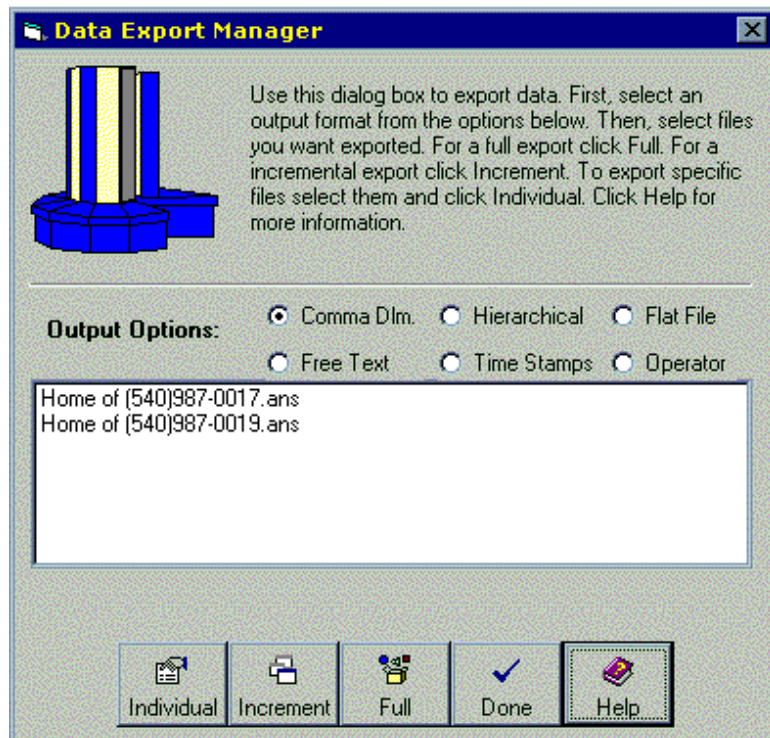 Data Export Manager
Use this dialog box to export data. First, select an
output format from the options below. Then, select files
you want exported. For a full export click Full. For a
incremental export click Increment. To export specific
files select them and click Individual. Click Help for
more information.
Output Options:
Comma Dlm. Hierarchical Flat File
Free Text Time Stamps Operator
Home of (540)987-0017.ans
Home of (540)987-0019.ans
Individual Increment Full Done Help